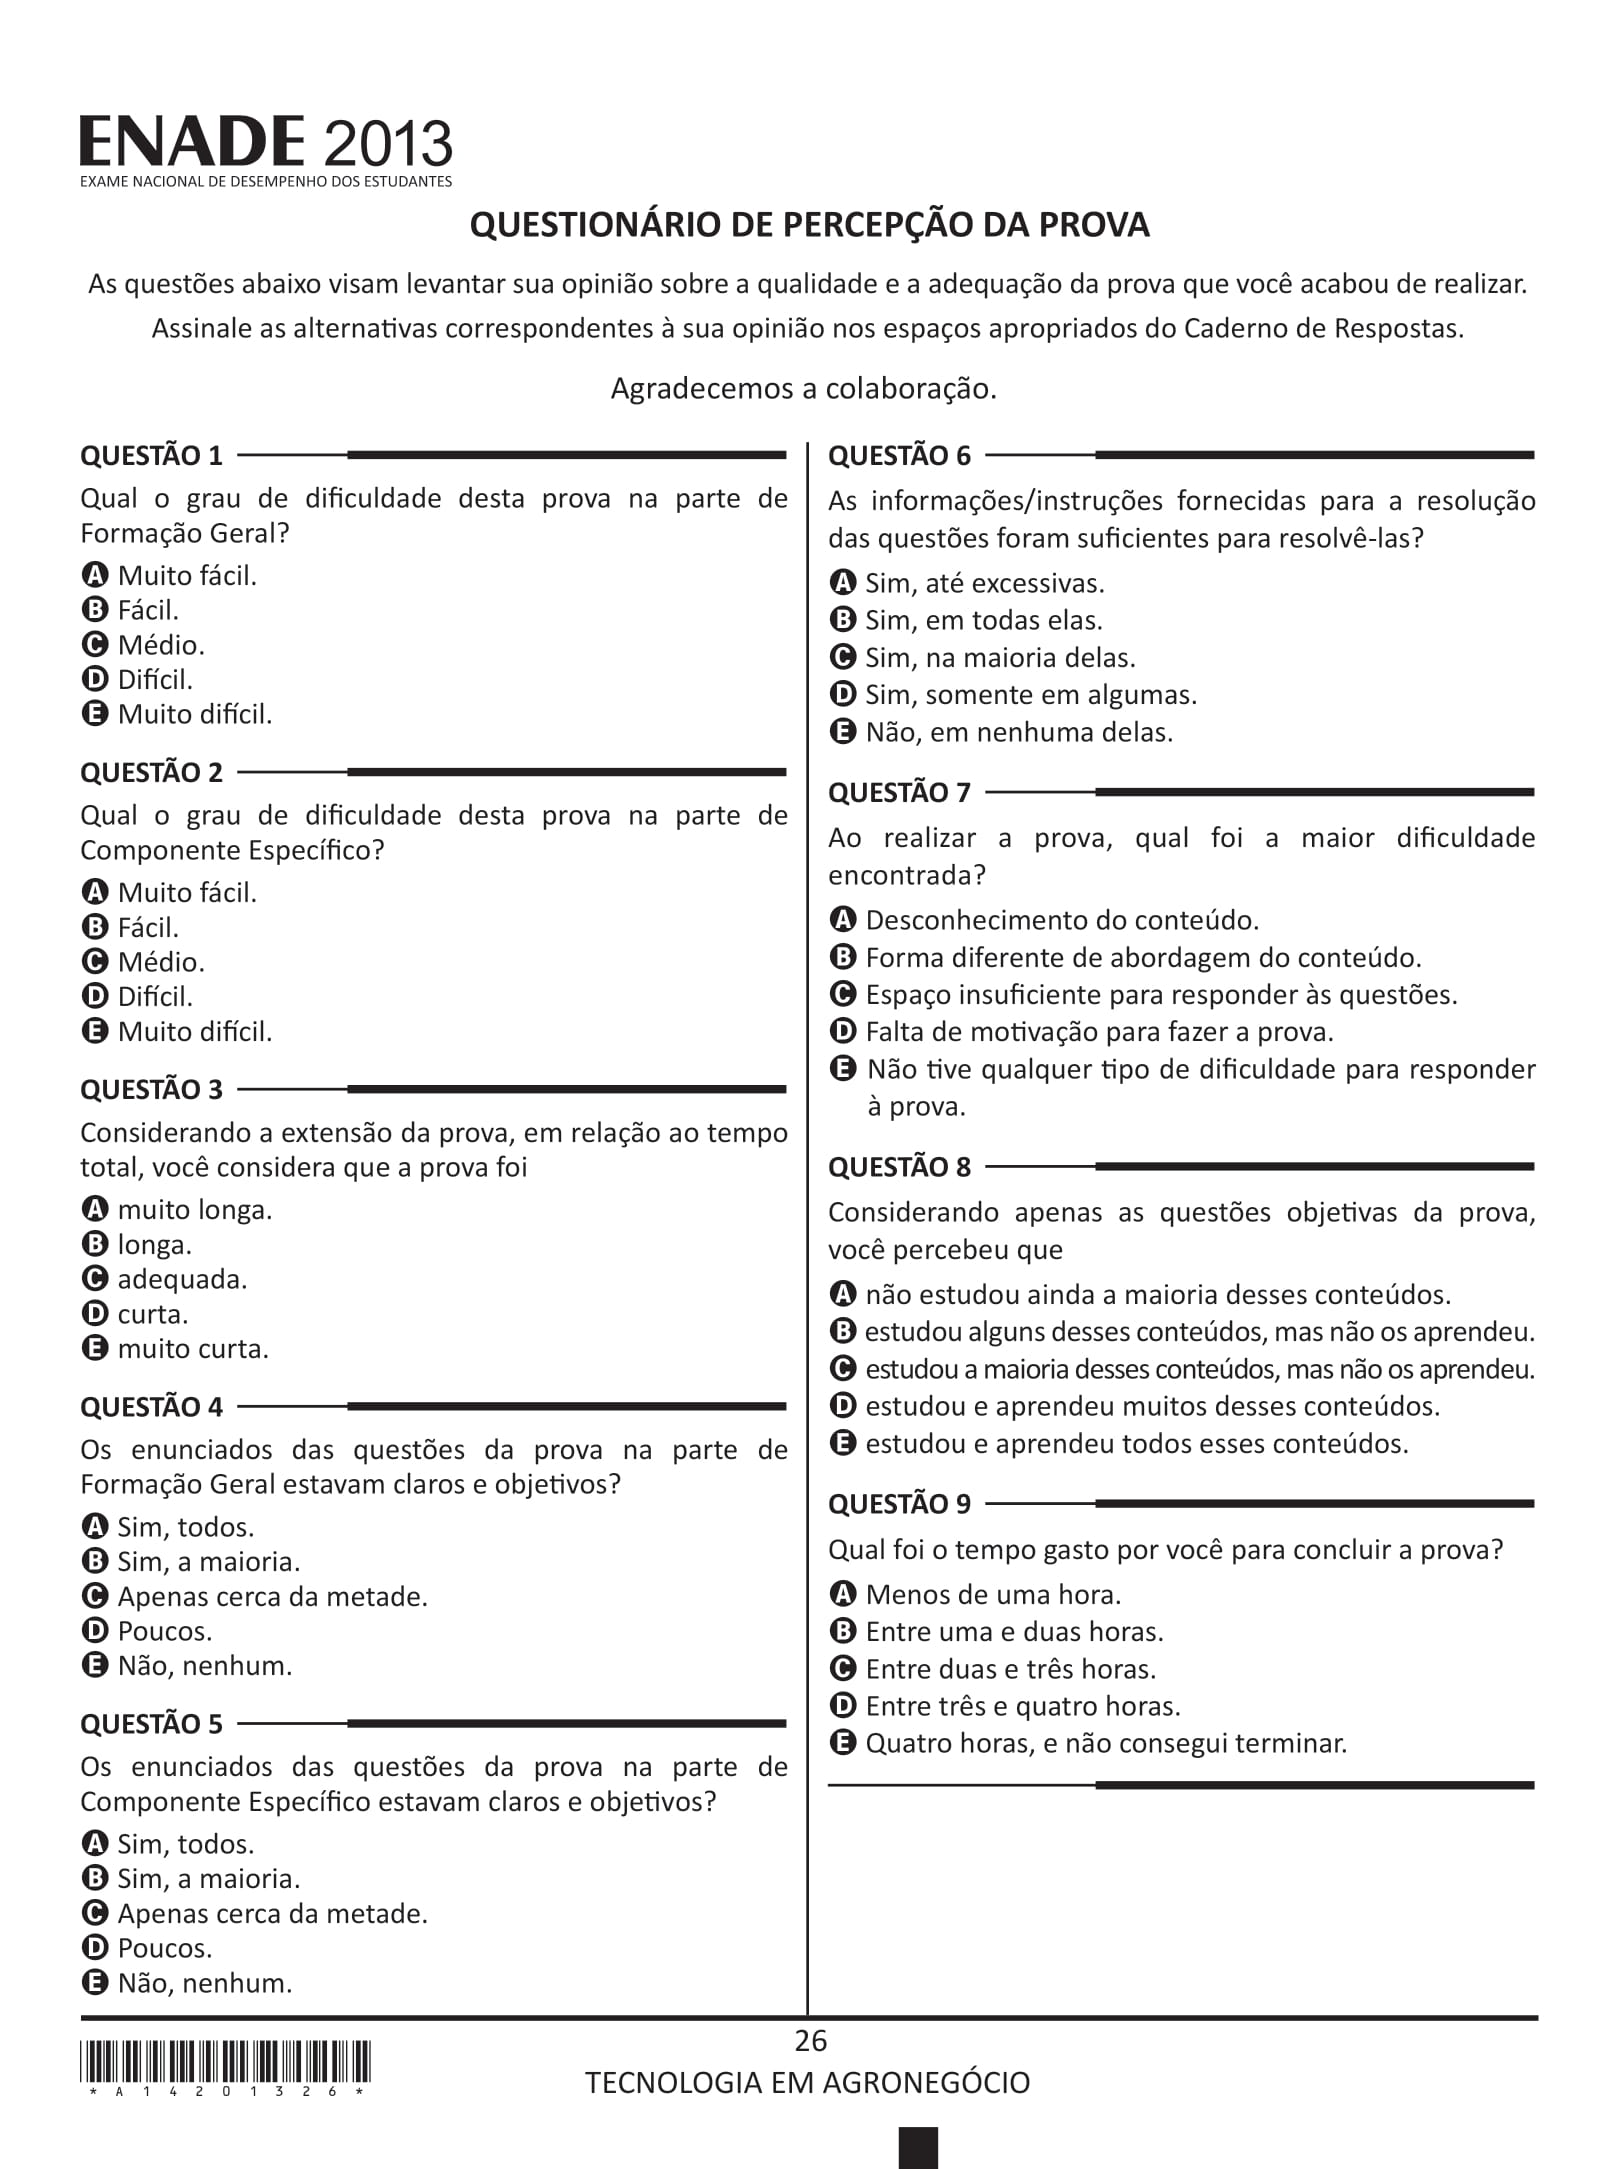 ENADE 2013
EXAME NACIONAL DE DESEMPENHO DOS ESTUDANTES
QUESTIONÁRIO DE PERCEPÇÃO DA PROVA
As questões abaixo visam levantar sua opinião sobre a qualidade e a adequação da prova que você acabou de realizar.
Assinale as alternativas correspondentes à sua opinião nos espaços apropriados do Caderno de Respostas.
Agradecemos a colaboração.
QUESTÃO 1
Qual o grau de dificuldade desta prova na parte de
Formação Geral?
A Muito fácil.
B Fácil.
C Médio.
D Difícil.
E Muito difícil.
QUESTÃO 2
Qual o grau de dificuldade desta prova na parte de
Componente Específico?
A Muito fácil.
B Fácil.
C Médio.
D Difícil.
E Muito difícil.
QUESTÃO 3
Considerando a extensão da prova, em relação ao tempo
total, você considera que a prova foi
A muito longa.
B longa.
C adequada.
D curta.
E muito curta.
QUESTÃO 4
Os enunciados das questões da prova na parte de
Formação Geral estavam claros e objetivos?
A Sim, todos.
B Sim, a maioria.
C Apenas cerca da metade.
D Poucos.
E Não, nenhum.
QUESTÃO 5
Os enunciados das questões da prova na parte de
Componente Específico estavam claros e objetivos?
A Sim, todos.
B Sim, a maioria.
C Apenas cerca da metade.
D Poucos.
E Não, nenhum.
QUESTÃO 6
As informações/instruções fornecidas para a resolução
das questões foram suficientes para resolvê-las?
A Sim, até excessivas.
B Sim, em todas elas.
C Sim, na maioria delas.
D Sim, somente em algumas.
E Não, em nenhuma delas.
QUESTÃO 7
Ao realizar a prova, qual foi a maior dificuldade
encontrada?
A Desconhecimento do conteúdo.
B Forma diferente de abordagem do conteúdo.
C Espaço insuficiente para responder às questões.
D Falta de motivação para fazer a prova.
E Não tive qualquer tipo de dificuldade para responder
à prova.
QUESTÃO 8
Considerando apenas as questões objetivas da prova,
você percebeu que
A não estudou ainda a maioria desses conteúdos.
B estudou alguns desses conteúdos, mas não os aprendeu.
C estudou a maioria desses conteúdos, mas não os aprendeu.
D estudou e aprendeu muitos desses conteúdos.
E estudou e aprendeu todos esses conteúdos.
QUESTÃO 9
Qual foi o tempo gasto por você para concluir a prova?
A Menos de uma hora.
B Entre uma e duas horas.
C Entre duas e três horas.
D Entre três e quatro horas.
E Quatro horas, e não consegui terminar.
26
TECNOLOGIA EM AGRONEGÓCIO
* A 1 4 2 0 1 3 2 6 *